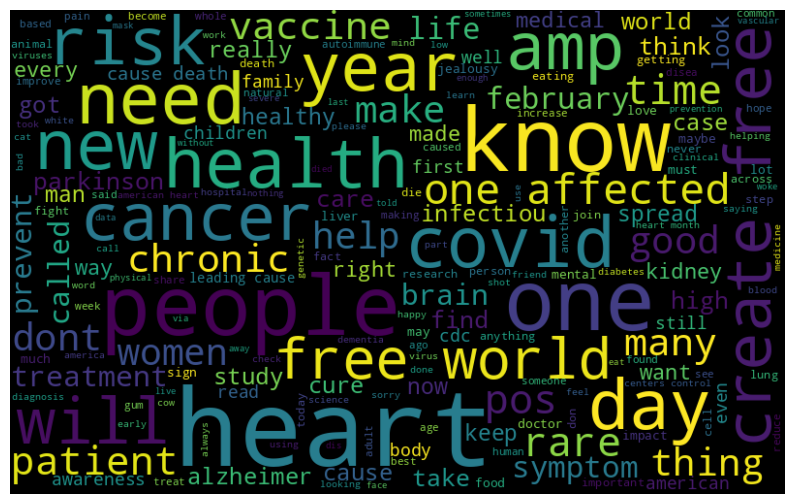 risk
vaccine
life
amp
medical
world
look
year
need
really
every
cause death
family
think
create free
time
february
healthy
make
got
children
new
health
know
case
made
first
love
parkinson
man
care
one affected
infectiou
spread
prevent
cancer
help
covid
good
called
chronic
way
right
brain
find
high
kidney
still
people
one
dont
women
cdc
free world
many
want
treatment
study
cure
now
read
heart
day
will
pos
thing
patient
body
keep
rare
symptom
awareness
alzheimer
cause
take
american
even
pain
become
whole
based
animal
viruses
mask
work
sometimes
autoimmune
mind
low
common
vascular
getting
disea
death
jealousy
well
eating
enough
improve
natural
severe
last
learn
increase
prevention
hope
took
white
please
helping
cat
without
caused
maybe
clinical
never
lot
bad
died
must
across
said
american heart
hospital
nothing
told
die
use
woke
fight
liver
making
another
join
step
saying
data
genetic
call
fact
part
heart month
physical
share
leading cause
research
person
mental
diabetes
medicine
word
shot
friend
blood
week
happy
via
may
ago
anything
much
america
away
check
dementia
virus
done
eat
found
see
sign
someone
centers control
lung
diagnosis
live
science
sorry
today
don
feel
cell
gum
cow
age
doctor
impact
early
always
using
adult
best
human
treat
looking
face
food
important
reduce